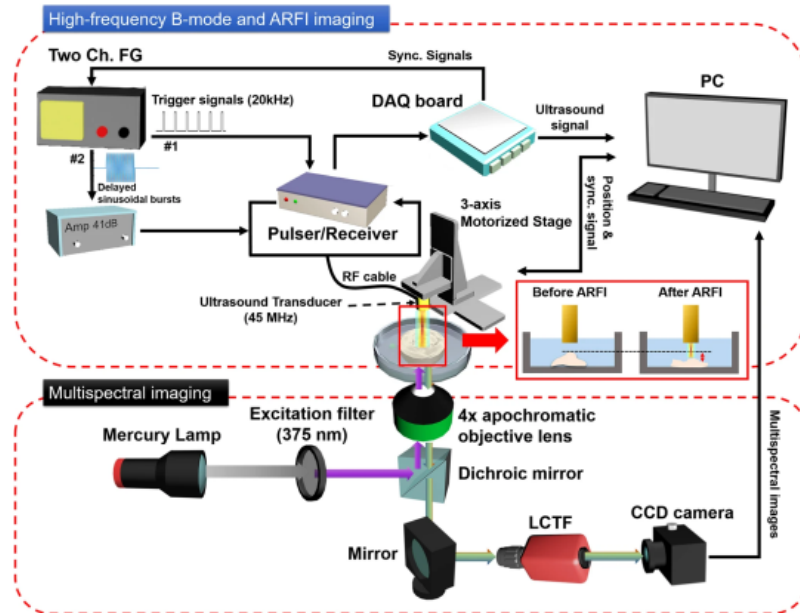 High-frequency B-mode and ARFI imaging
Two Ch. FG
Sync. Signals
PC
Trigger signals (20kHz)
DAQ board
Ultrasound
signal
#1
#2
Delayed
sinusoidal bursts
Amp 41dB
Pulser/Receiver
3-axis
Motorized Stage
Position &
sync. signal
RF cable
Ultrasound Transducer
(45 MHz)
Before ARFI
After ARFI
Multispectral imaging
Excitation filter
(375 nm)
4x apochromatic
objective lens
Mercury Lamp
Dichroic mirror
Multispectral images
LCTF
CCD camera
Mirror